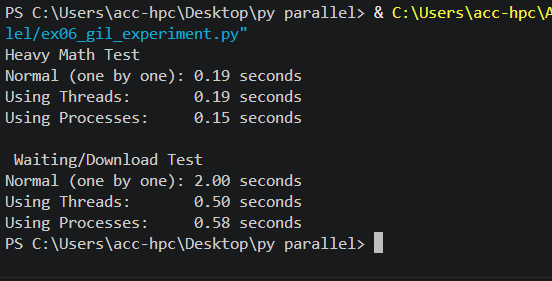 PS C:\Users\acc-hpc\Desktop\py parallel> & C:\Users\acc-hpc\A
lel/ex06_gil_experiment.py"
Heavy Math Test
Normal (one by one): 0.19 seconds
Using Threads:       0.19 seconds
Using Processes:     0.15 seconds

 Waiting/Download Test
Normal (one by one): 2.00 seconds
Using Threads:       0.50 seconds
Using Processes:     0.58 seconds
PS C:\Users\acc-hpc\Desktop\py parallel>